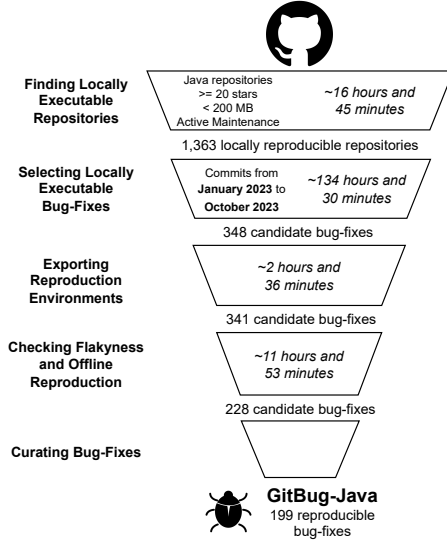 Finding Locally
Executable
Repositories
Java repositories
>= 20 stars
< 200 MB
Active Maintenance
~16 hours and
45 minutes
1,363 locally reproducible repositories
Selecting Locally
Executable
Bug-Fixes
Commits from
January 2023 to
October 2023
~134 hours and
30 minutes
348 candidate bug-fixes
Exporting
Reproduction
Environments
~2 hours and
36 minutes
341 candidate bug-fixes
Checking Flakyness
and Offline
Reproduction
~11 hours and
53 minutes
228 candidate bug-fixes
Curating Bug-Fixes
GitBug-Java
199 reproducible
bug-fixes